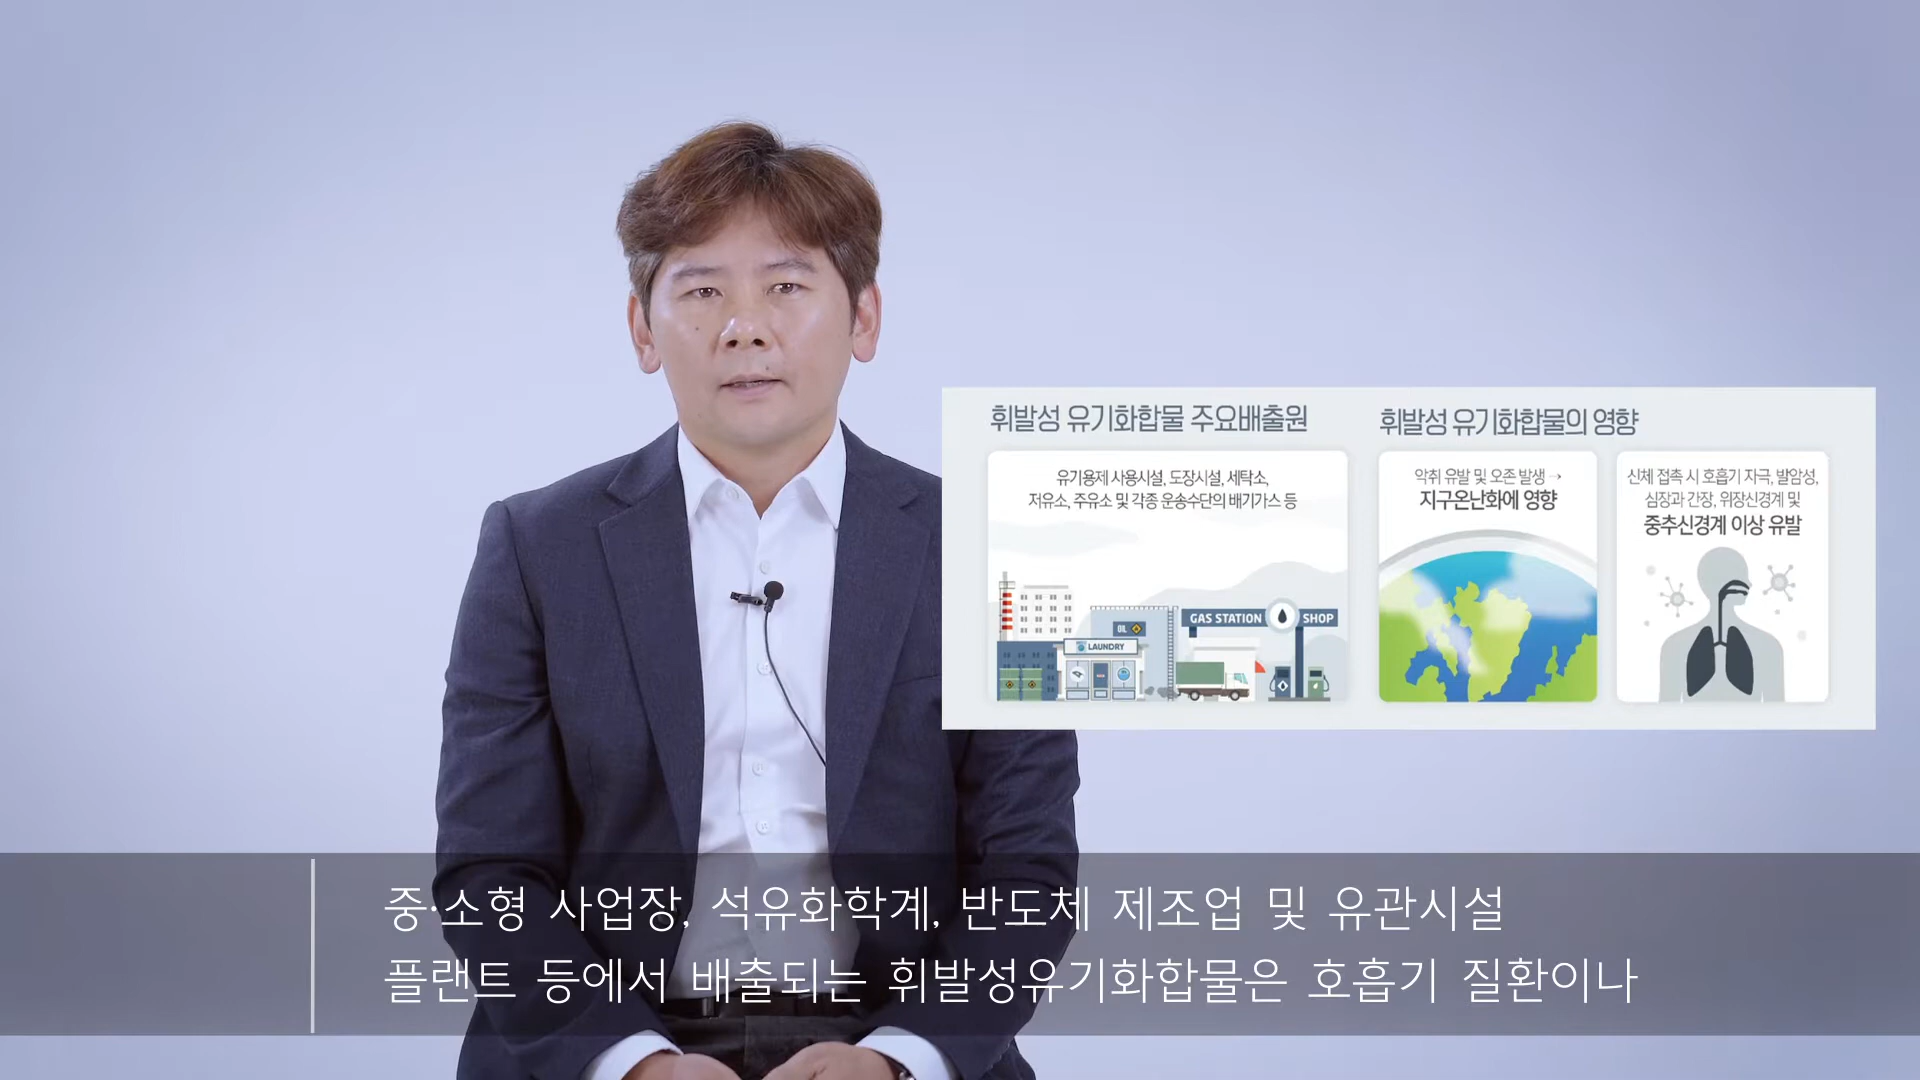 휘발성 유기화합물 주요배출원
유기용제 사용시설, 도장시설, 세탁소,
저유소, 주유소 및 각종 운송수단의 배기가스 등
OIL
LAUNDRY
GAS STATION SHOP
휘발성 유기화합물의 영향
악취 유발 및 오존 발생 →
지구온난화에 영향
신체 접촉 시 호흡기 자극, 발암성,
심장과 간장, 위장신경계 및
중추신경계 이상 유발
중·소형 사업장, 석유화학계, 반도체 제조업 및 유관시설
플랜트 등에서 배출되는 휘발성유기화합물은 호흡기 질환이나